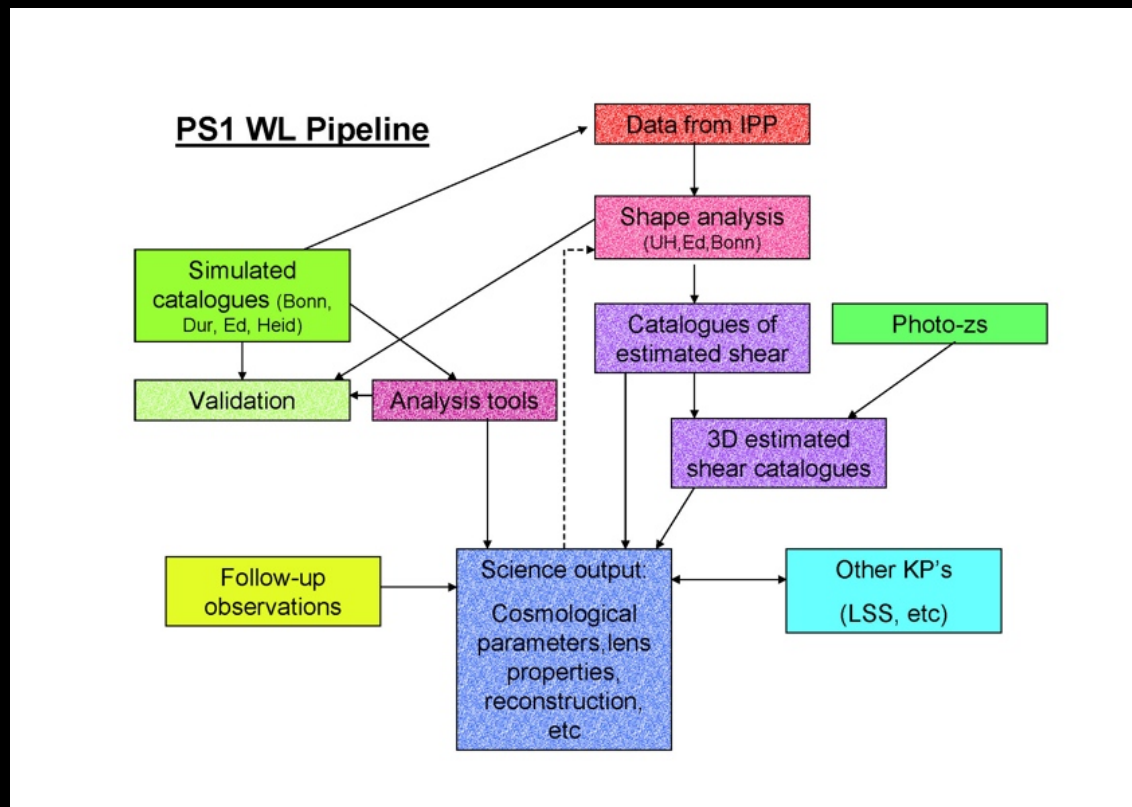 PS1 WL Pipeline
Data from IPP
Shape analysis
(UH,Ed,Bonn)
Simulated
catalogues (Bonn,
Dur, Ed, Heid)
Catalogues of
estimated shear
Photo-zs
Validation
Analysis tools
3D estimated
shear catalogues
Follow-up
observations
Science output:
Cosmological
parameters,lens
properties,
reconstruction,
etc
Other KP's
(LSS, etc)